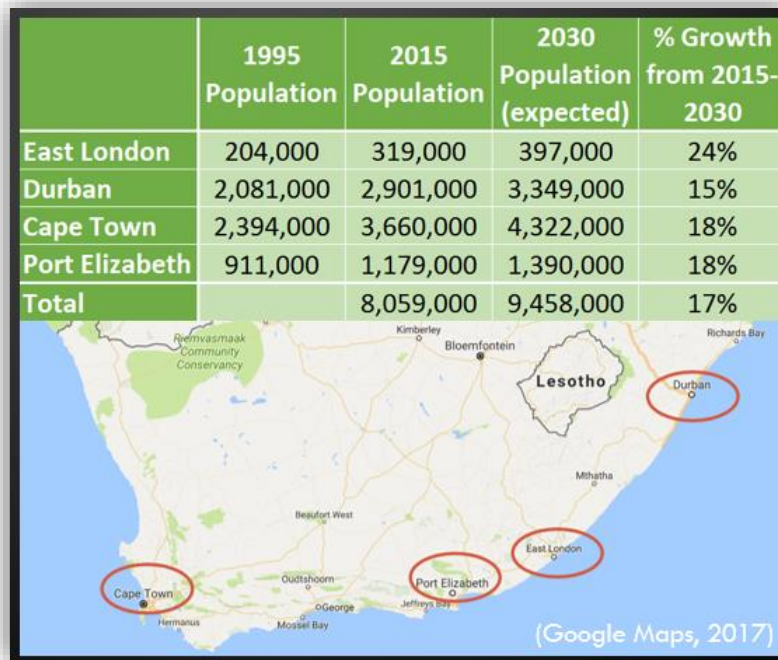 1995 Population 2015 Population 2030 Population (expected) % Growth from 2015-2030
East London 204,000 319,000 397,000 24%
Durban 2,081,000 2,901,000 3,349,000 15%
Cape Town 2,394,000 3,660,000 4,322,000 18%
Port Elizabeth 911,000 1,179,000 1,390,000 18%
Total 8,059,000 9,458,000 17%
Riemvasmaak
Community
Conservancy
Kimberley
Bloemfontein
Richards Bay
Lesotho
Durban
Mthatha
Beaufort West
East London
Cape Town
Oudtshoorn
Port Elizabeth
George
Jeffreys Bay
Hermanus
Mossel Bay
(Google Maps, 2017)